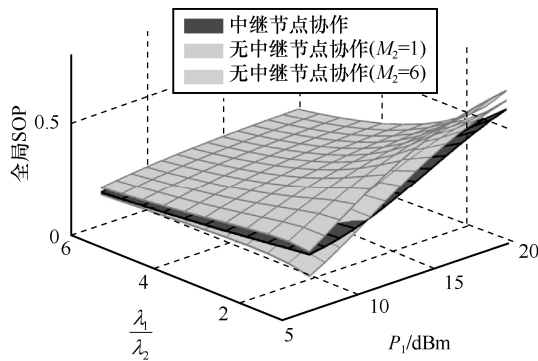 中继节点协作
无中继节点协作(M₂=1)
无中继节点协作(M₂=6)
全局SOP
0.5
0
6
4
2
5
10
15
20
λ₁
λ₂
P₁/dBm